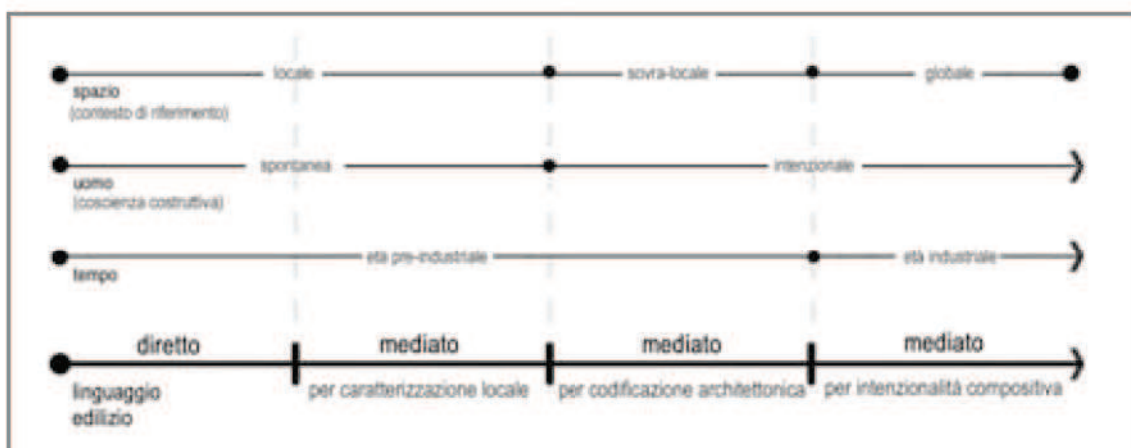 locale sovra-locale globale
spazio
(contesto di riferimento)
spontanea intenzionale
uomo
(coscienza costruttiva)
età pre-industriale età industriale
tempo
diretto mediato mediato mediato
linguaggio per caratterizzazione locale per codificazione architettonica per intenzionalità compositiva
edilizio